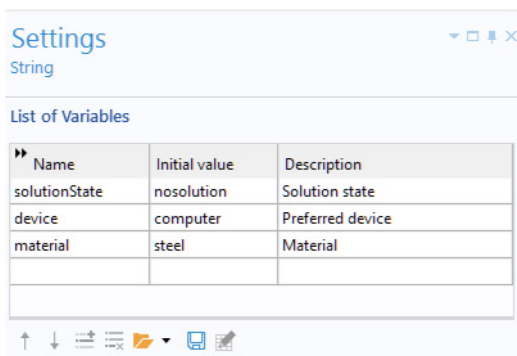 Settings
String
List of Variables
Name Initial value Description
solutionState nosolution Solution state
device computer Preferred device
material steel Material